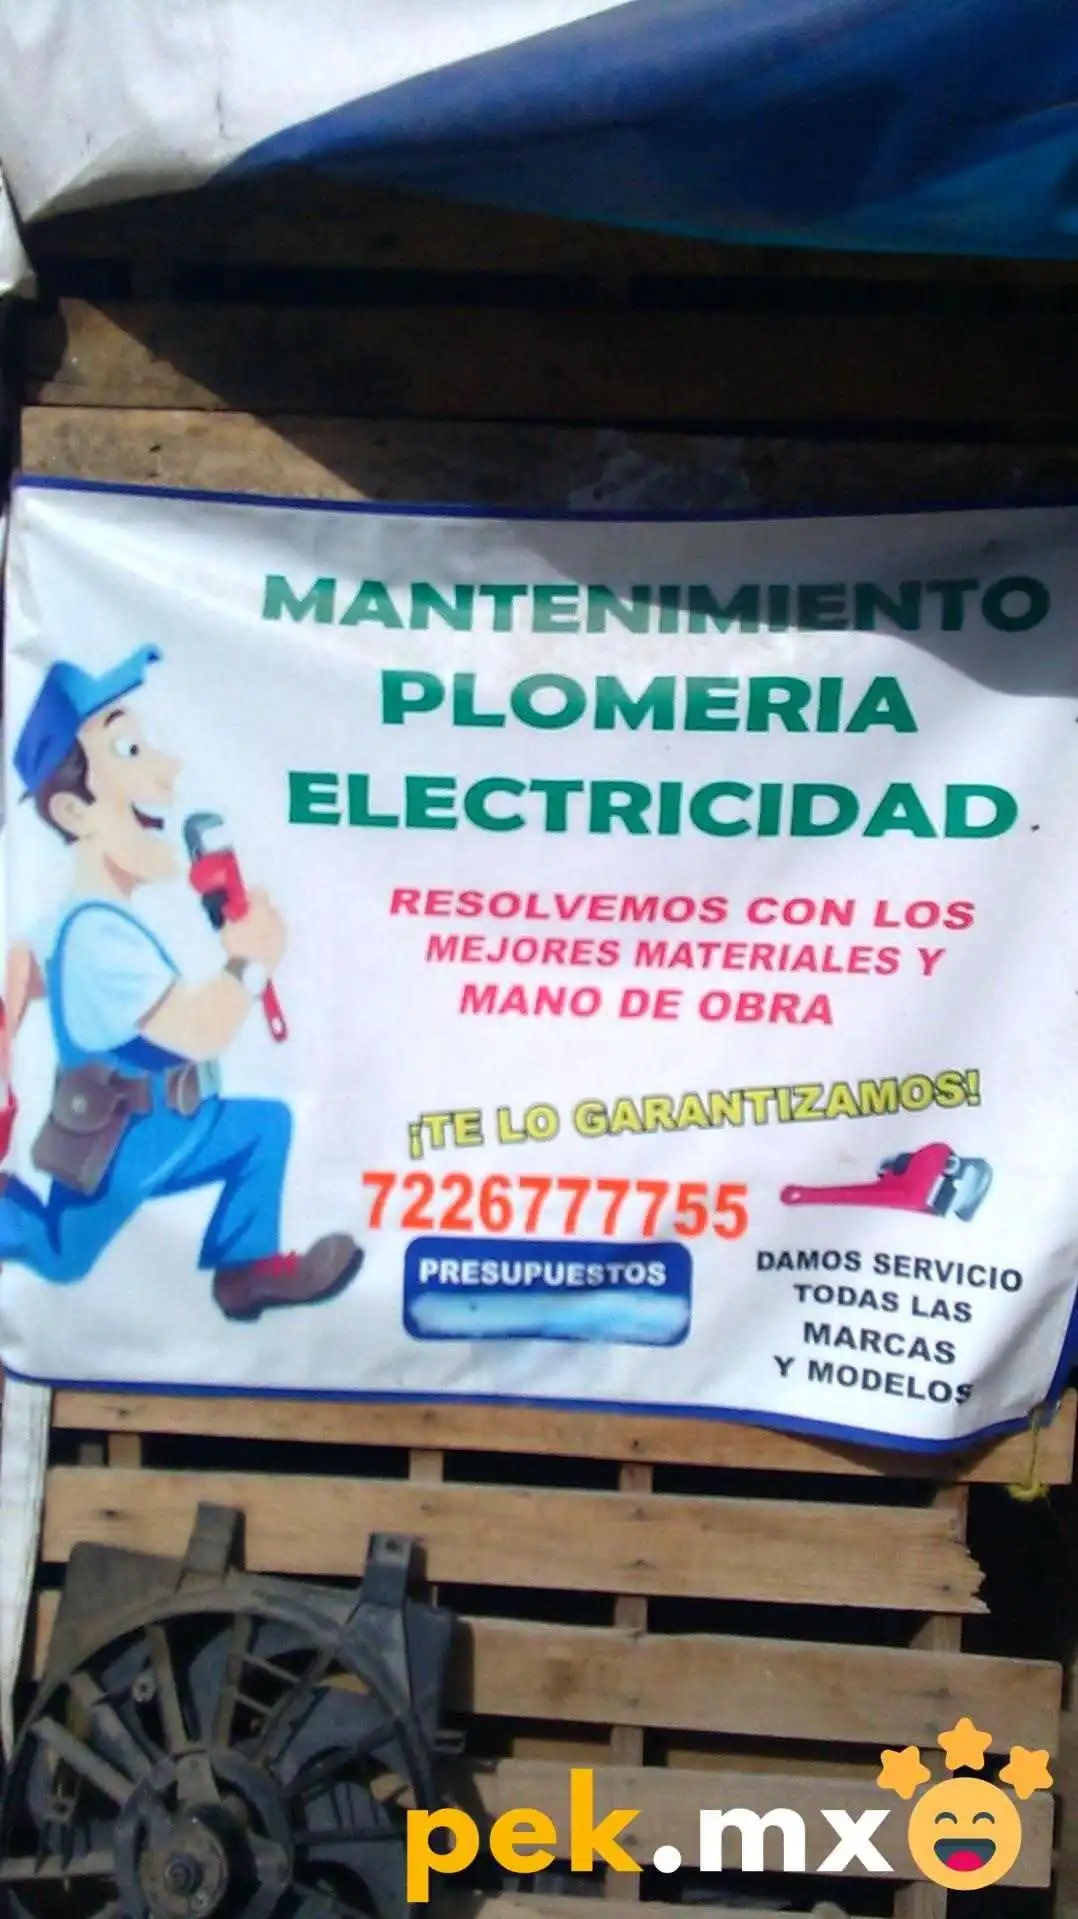 MANTENIMIENTO
PLOMERIA
ELECTRICIDAD
RESOLVEMOS CON LOS
MEJORES MATERIALES Y
MANO DE OBRA
¡TE LO GARANTIZAMOS!
7226777755
PRESUPUESTOS
DAMOS SERVICIO
TODAS LAS
MARCAS
Y MODELOS
pek.mx